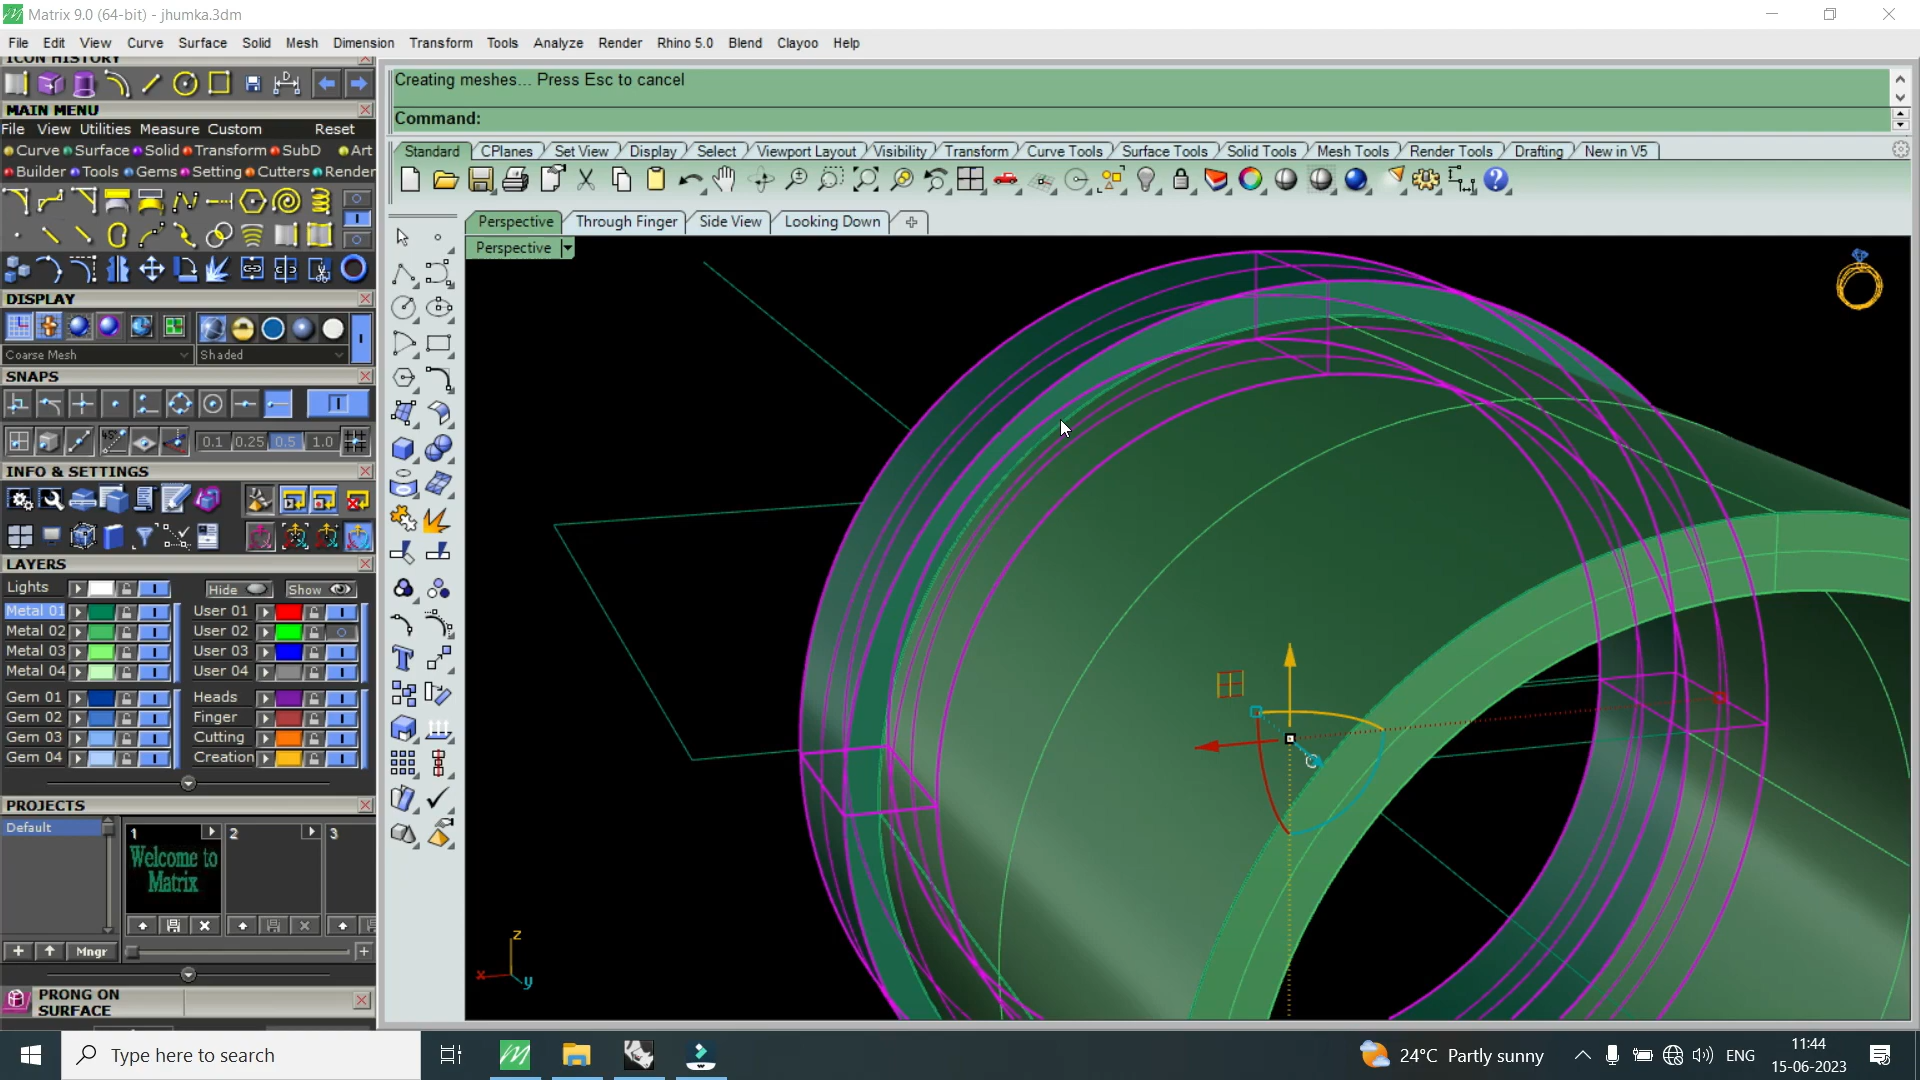 Matrix 9.0 (64-bit) - jhumka.3dm
File Edit View Curve Surface Solid Mesh Dimension Transform Tools Analyze Render Rhino 5.0 Blend Clayoo Help
ICON HISTORY
Creating meshes... Press Esc to cancel
MAIN MENU
Command:
File View Utilities Measure Custom Reset
Curve Surface Solid Transform SubD Art
Standard CPlanes Set View Display Select Viewport Layout Visibility Transform Curve Tools Surface Tools Solid Tools Mesh Tools Render Tools Drafting New in V5
Builder Tools Gems Setting Cutters Render
Perspective Through Finger Side View Looking Down
Perspective
DISPLAY
Coarse Mesh Shaded
SNAPS
0.1 0.25 0.5 1.0
INFO & SETTINGS
LAYERS
Lights Hide Show
Metal 01 User 01
Metal 02 User 02
Metal 03 User 03
Metal 04 User 04
Gem 01 Heads
Gem 02 Finger
Gem 03 Cutting
Gem 04 Creation
PROJECTS
Default 1 2 3
Welcome to
Matrix
Mngr
z
x
y
PRONG ON
SURFACE
Type here to search
24°C Partly sunny
ENG
11:44
15-06-2023